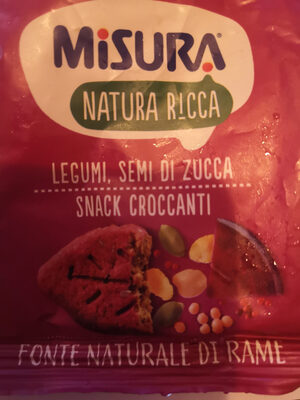 MiSURA
NATURA RICCA
LEGUMI, SEMI DI ZUCCA
SNACK CROCCANTI
FONTE NATURALE DI RAME